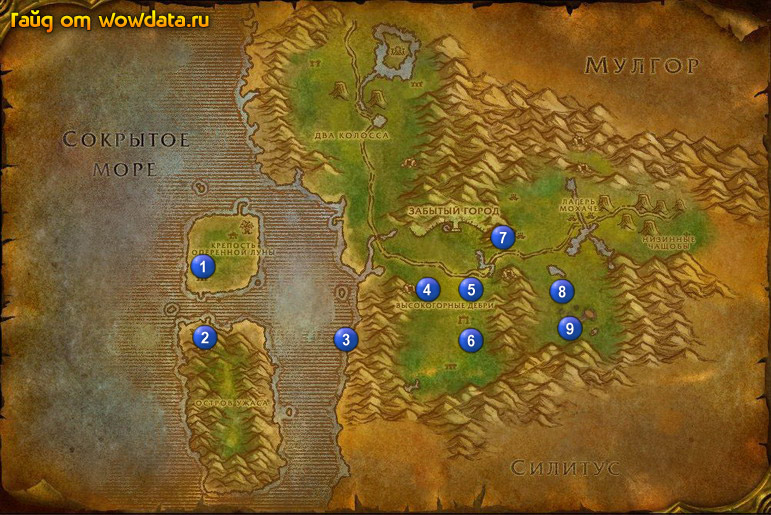 Гайд от wowdata.ru
Мулгор
Сокрытое
море
Два Колосса
Лагерь
Мохаче
Забытый город
Низинные
чащобы
Крепость
Оперенной Луны
7
1
4
5
8
Высокогорные дебри
9
2
3
6
Остров Ужаса
Силитус